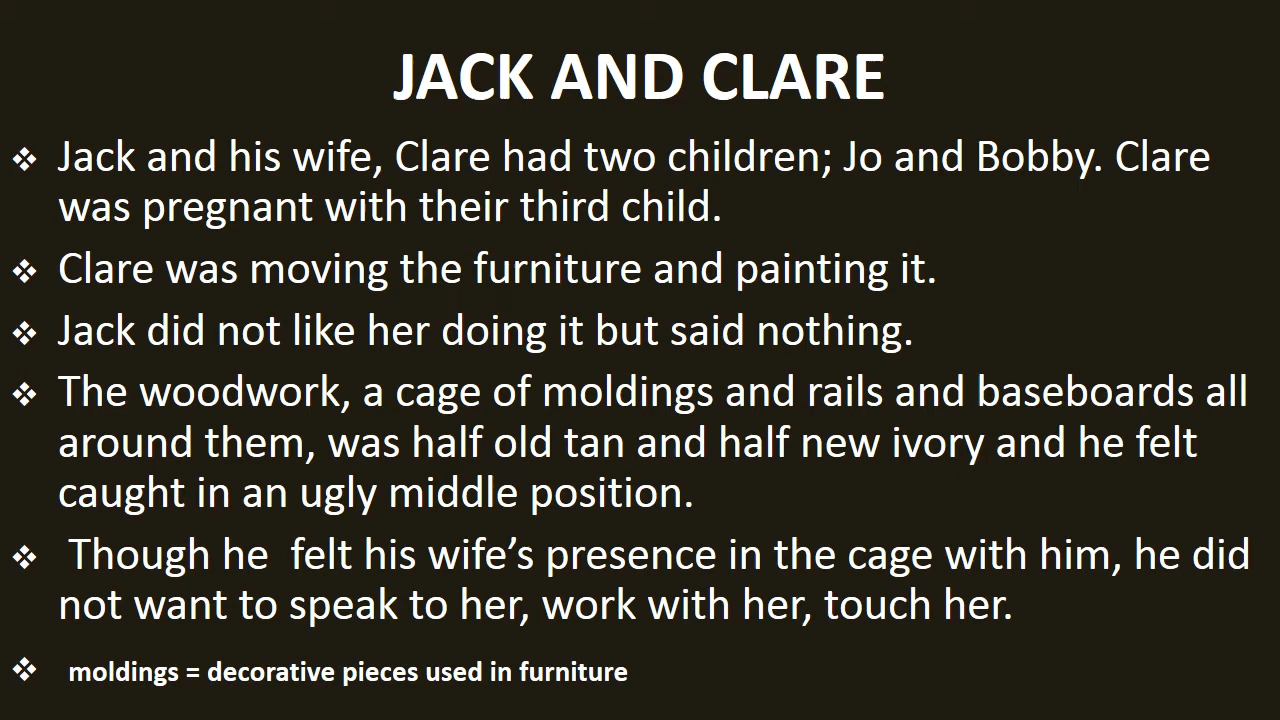 JACK AND CLARE
❖ Jack and his wife, Clare had two children; Jo and Bobby. Clare
was pregnant with their third child.
❖ Clare was moving the furniture and painting it.
❖ Jack did not like her doing it but said nothing.
❖ The woodwork, a cage of moldings and rails and baseboards all
around them, was half old tan and half new ivory and he felt
caught in an ugly middle position.
❖ Though he felt his wife’s presence in the cage with him, he did
not want to speak to her, work with her, touch her.
❖ moldings = decorative pieces used in furniture